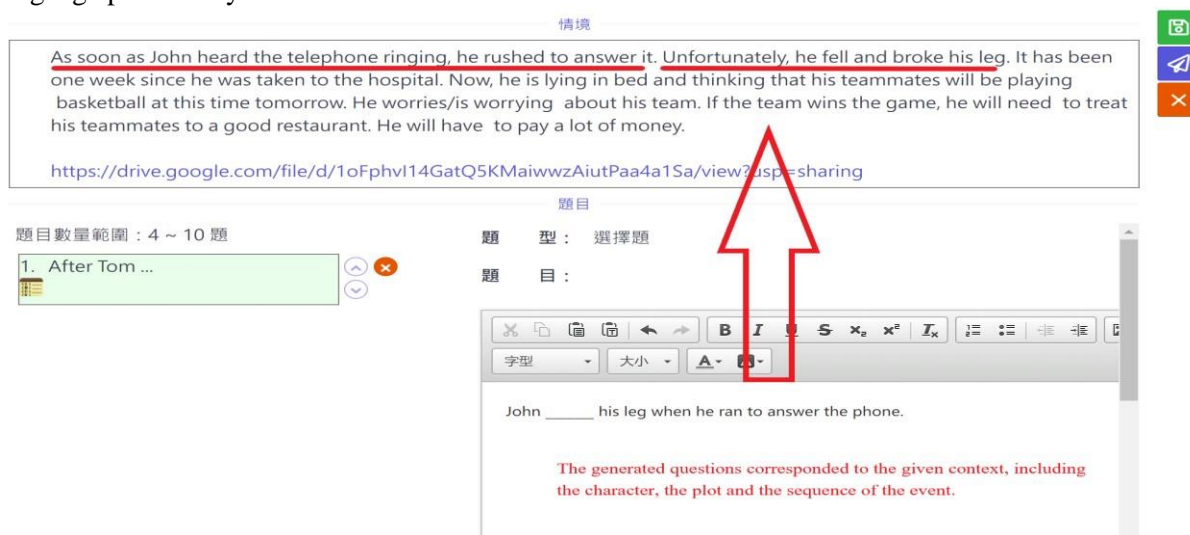 情境
As soon as John heard the telephone ringing, he rushed to answer it. Unfortunately, he fell and broke his leg. It has been
one week since he was taken to the hospital. Now, he is lying in bed and thinking that his teammates will be playing
basketball at this time tomorrow. He worries/is worrying about his team. If the team wins the game, he will need to treat
his teammates to a good restaurant. He will have to pay a lot of money.
https://drive.google.com/file/d/1oFphvI14GatQ5KMaiwwzAiutPaa4a1Sa/view?usp=sharing
題目
題目數量範圍：4 ~ 10 題
1. After Tom ...
題 型： 選擇題
題 目：
B I U S x₂ x² Tx
字型 大小 A A
John ______ his leg when he ran to answer the phone.
The generated questions corresponded to the given context, including
the character, the plot and the sequence of the event.